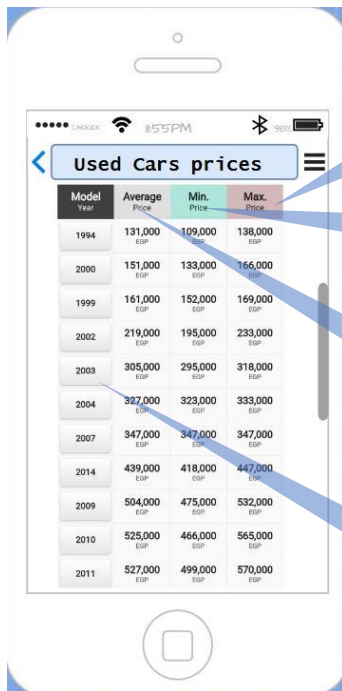 CARRIER 1:55PM 98%
Used Cars prices
Model Average Min. Max.
Year Price Price Price
1994 131,000 109,000 138,000
EGP EGP EGP
2000 151,000 133,000 166,000
EGP EGP EGP
1999 161,000 152,000 169,000
EGP EGP EGP
2002 219,000 195,000 233,000
EGP EGP EGP
2003 305,000 295,000 318,000
EGP EGP EGP
2004 327,000 323,000 333,000
EGP EGP EGP
2007 347,000 347,000 347,000
EGP EGP EGP
2014 439,000 418,000 447,000
EGP EGP EGP
2009 504,000 475,000 532,000
EGP EGP EGP
2010 525,000 466,000 565,000
EGP EGP EGP
2011 527,000 499,000 570,000
EGP EGP EGP